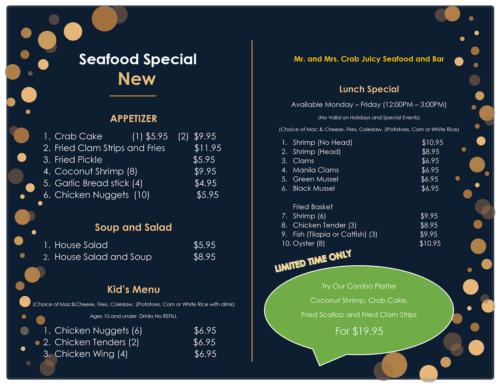 Seafood Special
New
APPETIZER
1. Crab Cake (1) $5.95 (2) $9.95
2. Fried Clam Strips and Fries $11.95
3. Fried Pickle $5.95
4. Coconut Shrimp (8) $9.95
5. Garlic Bread stick (4) $4.95
6. Chicken Nuggets (10) $5.95
Soup and Salad
1. House Salad $5.95
2. House Salad and Soup $8.95
Kid's Menu
(Choice of Mac&Cheese, Fries, Coleslaw, 2Potatoes, Corn or White Rice with drink)
Ages 10 and under. Drinks No REFILL
1. Chicken Nuggets (6) $6.95
2. Chicken Tenders (2) $6.95
3. Chicken Wing (4) $6.95
Mr. and Mrs. Crab Juicy Seafood and Bar
Lunch Special
Available Monday – Friday (12:00PM – 3:00PM)
(No Valid on Holidays and Special Events)
(Choice of Mac & Cheese, Fries, Coleslaw, 2Potatoes, Corn or White Rice)
1. Shrimp (No Head) $10.95
2. Shrimp (Head) $8.95
3. Clams $6.95
4. Manila Clams $6.95
5. Green Mussel $6.95
6. Black Mussel $6.95
Fried Basket
7. Shrimp (6) $9.95
8. Chicken Tender (3) $8.95
9. Fish (Tilapia or Catfish) (3) $9.95
10. Oyster (8) $10.95
LIMITED TIME ONLY
Try Our Combo Platter
Coconut Shrimp, Crab Cake,
Fried Scallop and Fried Clam Strips
For $19.95